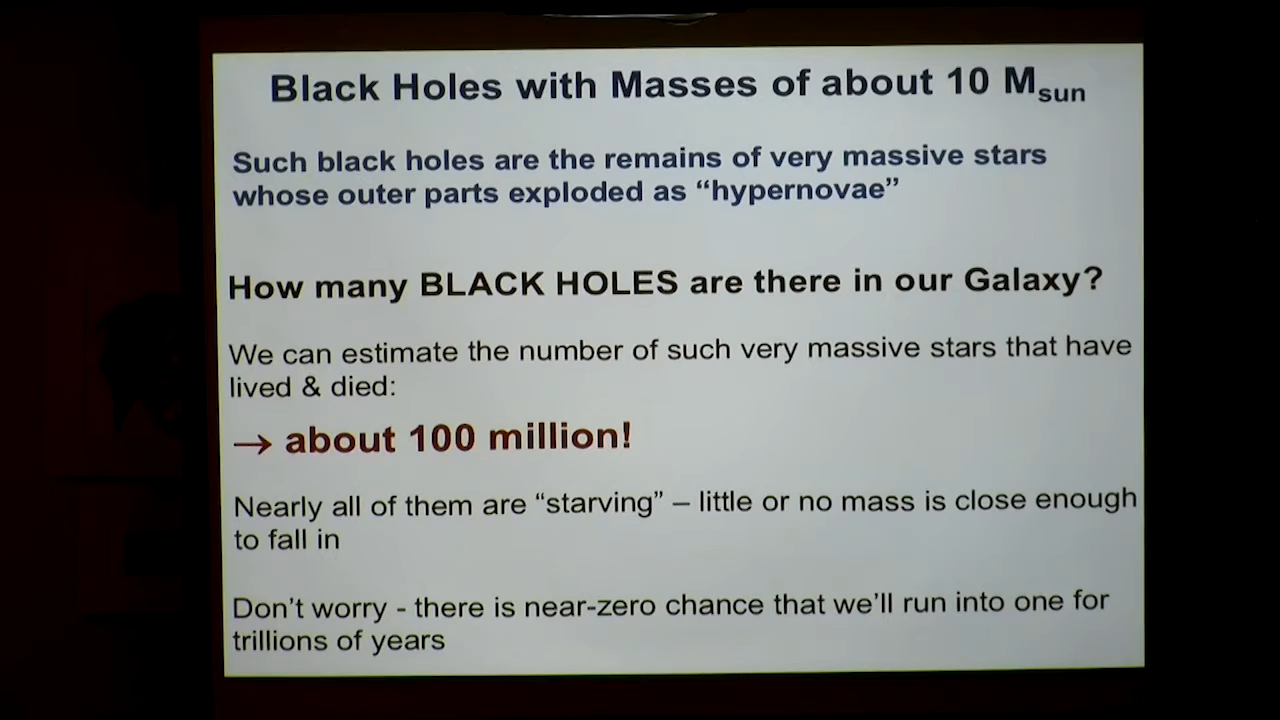 Black Holes with Masses of about 10 Msun
Such black holes are the remains of very massive stars
whose outer parts exploded as “hypernovae”
How many BLACK HOLES are there in our Galaxy?
We can estimate the number of such very massive stars that have
lived & died:
→ about 100 million!
Nearly all of them are “starving” – little or no mass is close enough
to fall in
Don’t worry - there is near-zero chance that we’ll run into one for
trillions of years